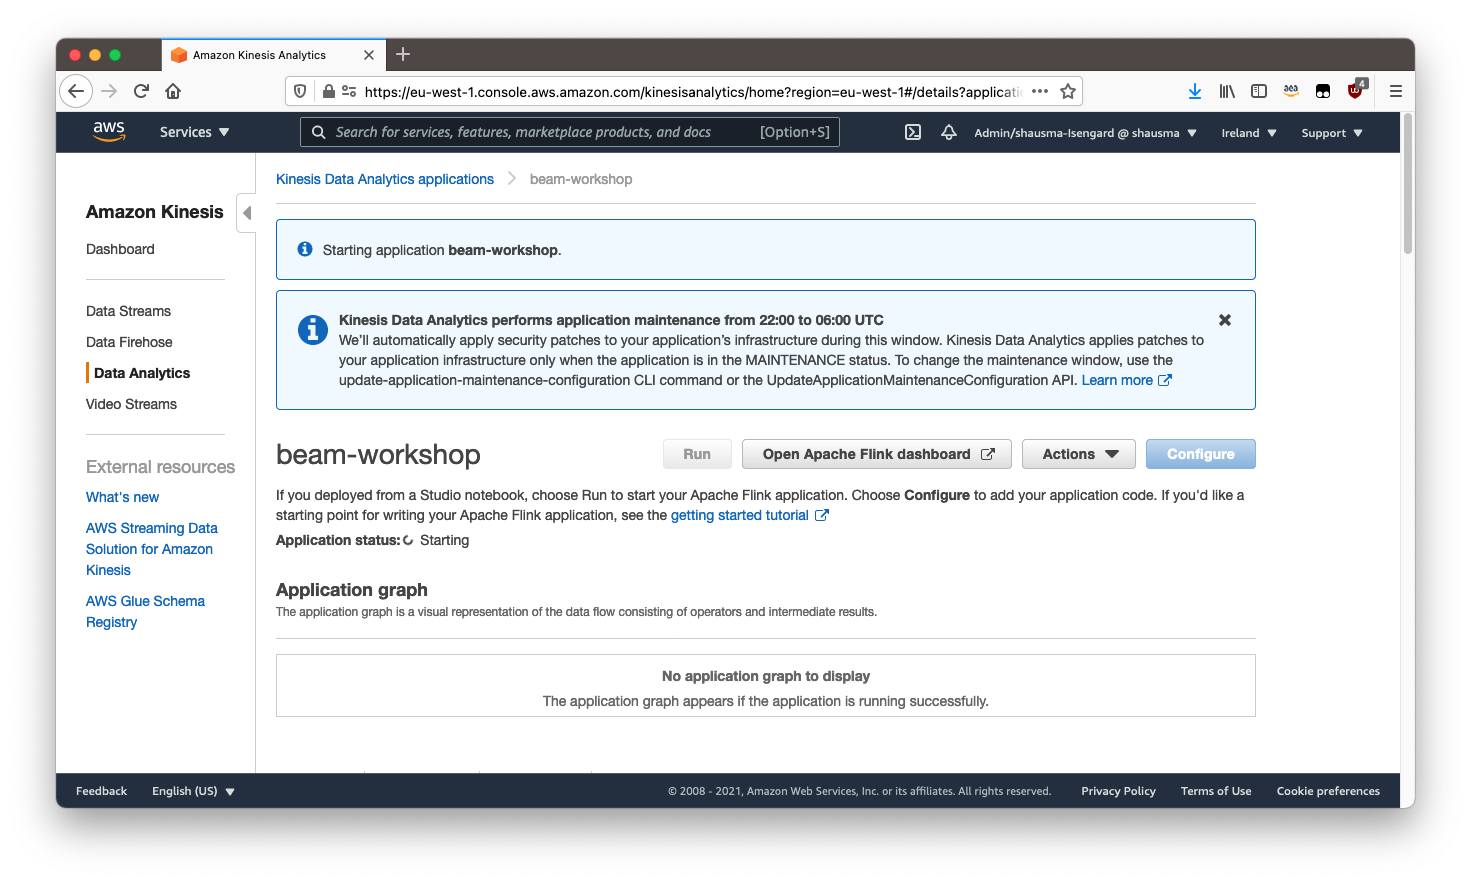 Amazon Kinesis Analytics
https://eu-west-1.console.aws.amazon.com/kinesisanalytics/home?region=eu-west-1#/details?applicatio
4
aws
Services
Search for services, features, marketplace products, and docs [Option+S]
Admin/shausma-Isengard @ shausma
Ireland
Support
Kinesis Data Analytics applications
beam-workshop
Amazon Kinesis
Dashboard
Data Streams
Data Firehose
Data Analytics
Video Streams
External resources
What's new
AWS Streaming Data
Solution for Amazon
Kinesis
AWS Glue Schema
Registry
Starting application beam-workshop.
Kinesis Data Analytics performs application maintenance from 22:00 to 06:00 UTC
We'll automatically apply security patches to your application's infrastructure during this window. Kinesis Data Analytics applies patches to
your application infrastructure only when the application is in the MAINTENANCE status. To change the maintenance window, use the
update-application-maintenance-configuration CLI command or the UpdateApplicationMaintenanceConfiguration API. Learn more
beam-workshop
Run
Open Apache Flink dashboard
Actions
Configure
If you deployed from a Studio notebook, choose Run to start your Apache Flink application. Choose Configure to add your application code. If you'd like a
starting point for writing your Apache Flink application, see the getting started tutorial
Application status: Starting
Application graph
The application graph is a visual representation of the data flow consisting of operators and intermediate results.
No application graph to display
The application graph appears if the application is running successfully.
Feedback
English (US)
© 2008 - 2021, Amazon Web Services, Inc. or its affiliates. All rights reserved.
Privacy Policy
Terms of Use
Cookie preferences